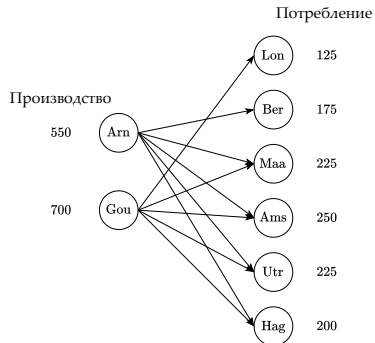 Потребление
Lon 125
Производство
Ber 175
550 Arn
Maa 225
700 Gou
Ams 250
Utr 225
Hag 200